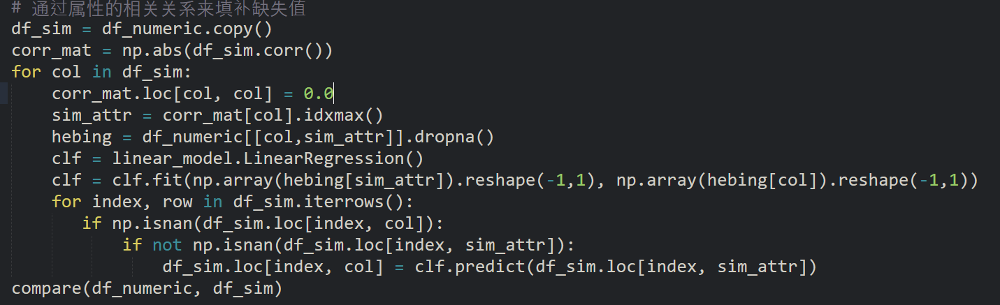 # 通过属性的相关关系来填补缺失值
df_sim = df_numeric.copy()
corr_mat = np.abs(df_sim.corr())
for col in df_sim:
    corr_mat.loc[col, col] = 0.0
    sim_attr = corr_mat[col].idxmax()
    hebing = df_numeric[[col,sim_attr]].dropna()
    clf = linear_model.LinearRegression()
    clf = clf.fit(np.array(hebing[sim_attr]).reshape(-1,1), np.array(hebing[col]).reshape(-1,1))
    for index, row in df_sim.iterrows():
       if np.isnan(df_sim.loc[index, col]):
           if not np.isnan(df_sim.loc[index, sim_attr]):
               df_sim.loc[index, col] = clf.predict(df_sim.loc[index, sim_attr])
compare(df_numeric, df_sim)